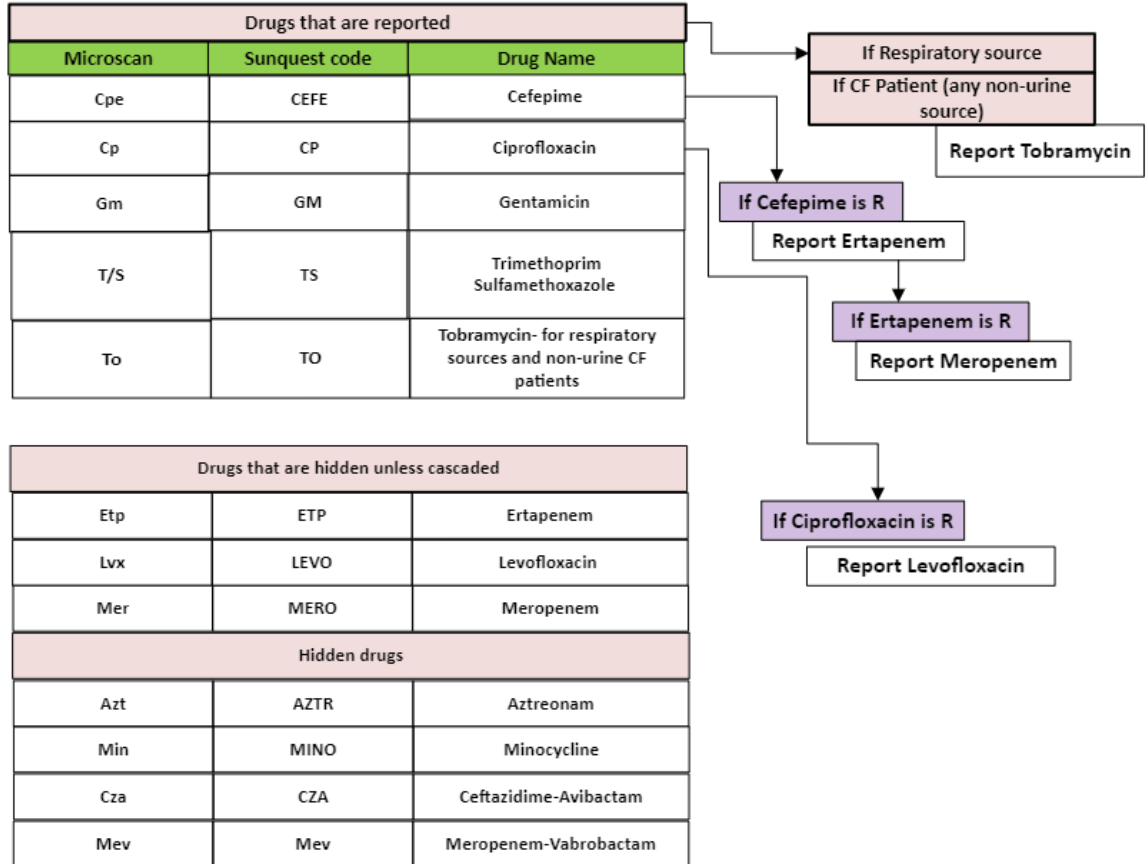 Drugs that are reported
Microscan Sunquest code Drug Name
Cpe CEFE Cefepime
Cp CP Ciprofloxacin
Gm GM Gentamicin
T/S TS Trimethoprim
Sulfamethoxazole
To TO Tobramycin- for respiratory
sources and non-urine CF
patients
If Respiratory source
If CF Patient (any non-urine
source)
Report Tobramycin
If Cefepime is R
Report Ertapenem
If Ertapenem is R
Report Meropenem
If Ciprofloxacin is R
Report Levofloxacin
Drugs that are hidden unless cascaded
Etp ETP Ertapenem
Lvx LEVO Levofloxacin
Mer MERO Meropenem
Hidden drugs
Azt AZTR Aztreonam
Min MINO Minocycline
Cza CZA Ceftazidime-Avibactam
Mev Mev Meropenem-Vabrobactam